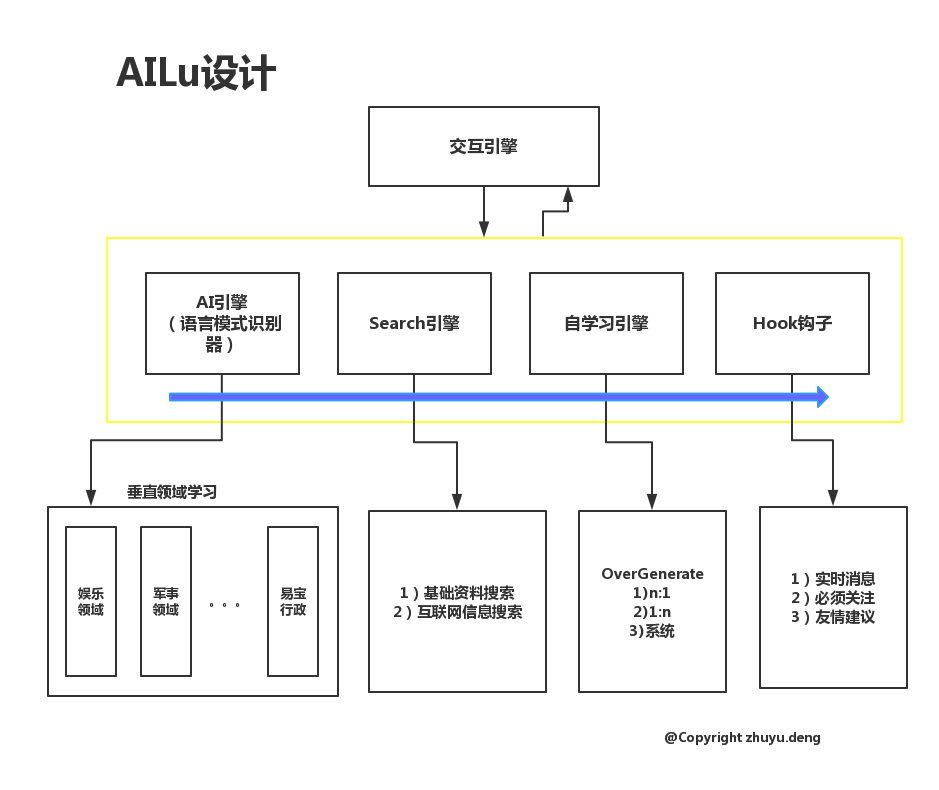 AILu设计
交互引擎
AI引擎
（语言模式识别
器）
Search引擎
自学习引擎
Hook钩子
垂直领域学习
娱乐
领域
军事
领域
。。。
易宝
行政
1）基础资料搜索
2）互联网信息搜索
OverGenerate
1)n:1
2)1:n
3)系统
1）实时消息
2）必须关注
3）友情建议
@Copyright zhuyu.deng